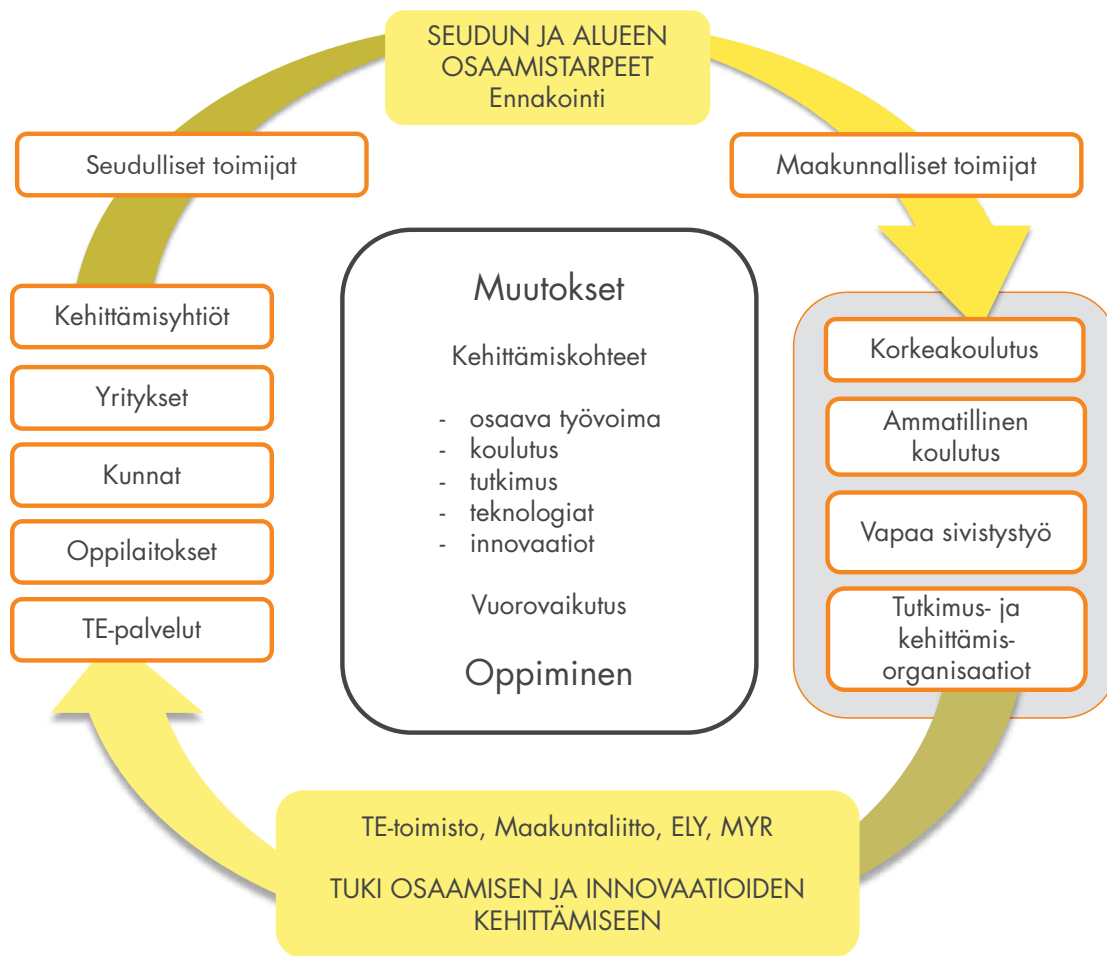 SEUDUN JA ALUEEN
OSAAMISTARPEET
Ennakointi
Seudulliset toimijat
Maakunnalliset toimijat
Kehittämisyhtiöt
Yritykset
Kunnat
Oppilaitokset
TE-palvelut
Muutokset
Kehittämiskohteet
- osaava työvoima
- koulutus
- tutkimus
- teknologiat
- innovaatiot
Vuorovaikutus
Oppiminen
Korkeakoulutus
Ammatillinen
koulutus
Vapaa sivistystyö
Tutkimus- ja
kehittämis-
organisaatiot
TE-toimisto, Maakuntaliitto, ELY, MYR
TUKI OSAAMISEN JA INNOVAATIOIDEN
KEHITTÄMISEEN